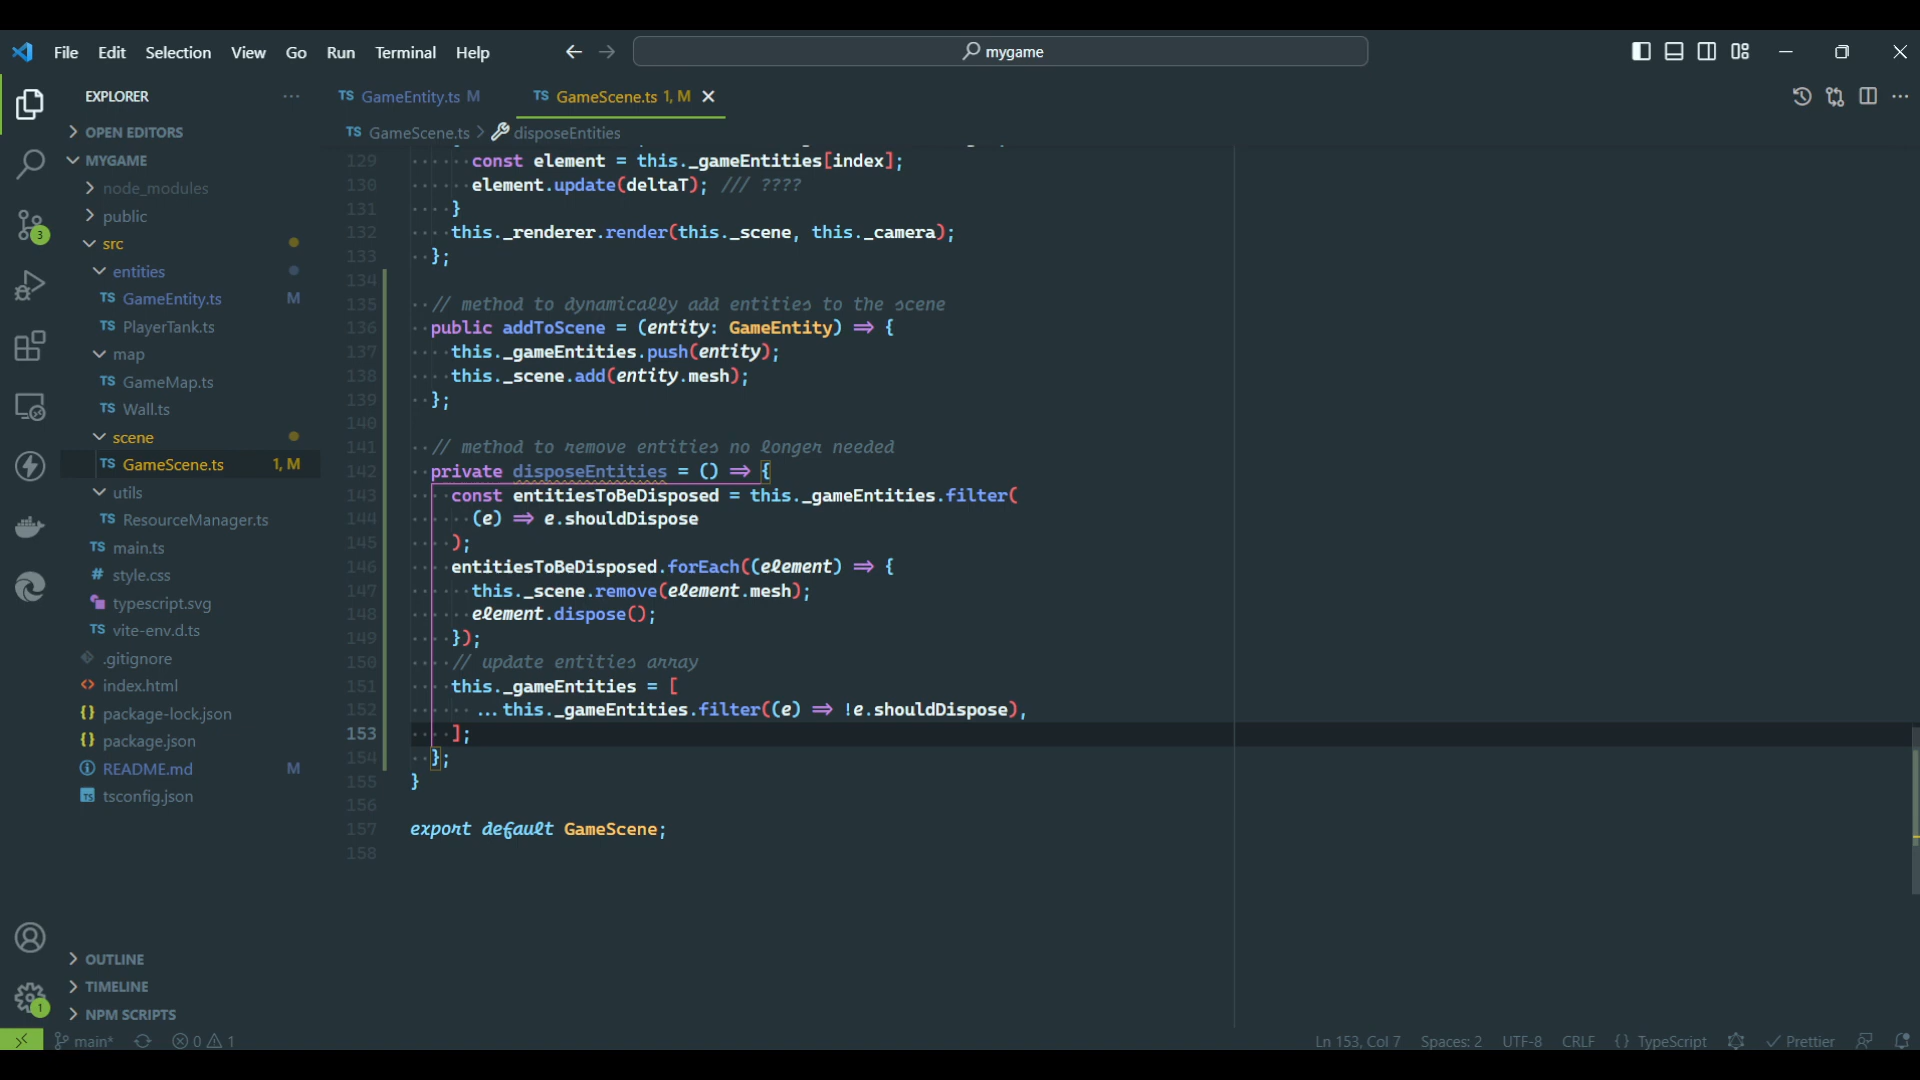 File Edit Selection View Go Run Terminal Help
mygame
EXPLORER
TS GameEntity.ts M
TS GameScene.ts 1, M
OPEN EDITORS
TS GameScene.ts > disposeEntities
MYGAME
node_modules
public
src
entities
TS GameEntity.ts M
TS PlayerTank.ts
map
TS GameMap.ts
TS Wall.ts
scene
TS GameScene.ts 1, M
utils
TS ResourceManager.ts
TS main.ts
# style.css
typescript.svg
TS vite-env.d.ts
.gitignore
<> index.html
{} package-lock.json
{} package.json
README.md M
TS tsconfig.json
OUTLINE
TIMELINE
NPM SCRIPTS
3
1
129 const element = this._gameEntities[index];
130 element.update(deltaT); /// ????
131 }
132 this._renderer.render(this._scene, this._camera);
133 };
134
135 // method to dynamically add entities to the scene
136 public addToScene = (entity: GameEntity) => {
137 this._gameEntities.push(entity);
138 this._scene.add(entity.mesh);
139 };
140
141 // method to remove entities no longer needed
142 private disposeEntities = () => {
143 const entitiesToBeDisposed = this._gameEntities.filter(
144 (e) => e.shouldDispose
145 );
146 entitiesToBeDisposed.forEach((element) => {
147 this._scene.remove(element.mesh);
148 element.dispose();
149 });
150 // update entities array
151 this._gameEntities = [
152 ...this._gameEntities.filter((e) => !e.shouldDispose),
153 ];
154 };
155 }
156
157 export default GameScene;
158
main* 0 1
Ln 153, Col 7 Spaces: 2 UTF-8 CRLF {} TypeScript Prettier